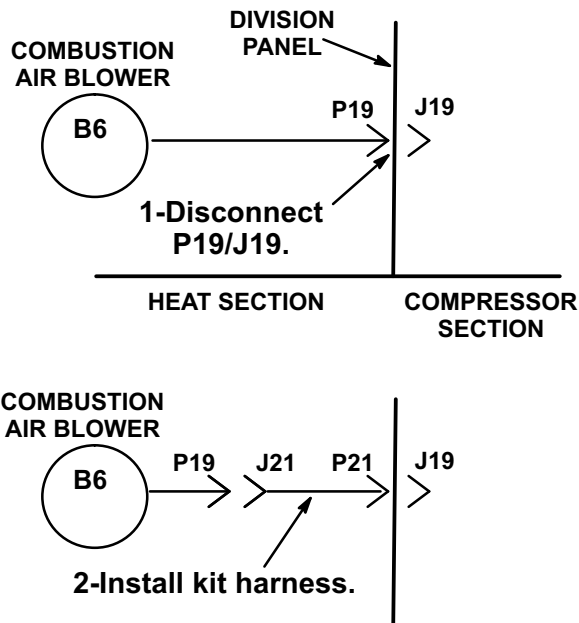 DIVISION
PANEL
COMBUSTION
AIR BLOWER
B6
P19
J19
1-Disconnect
P19/J19.
HEAT SECTION
COMPRESSOR
SECTION
COMBUSTION
AIR BLOWER
B6
P19
J21
P21
J19
2-Install kit harness.